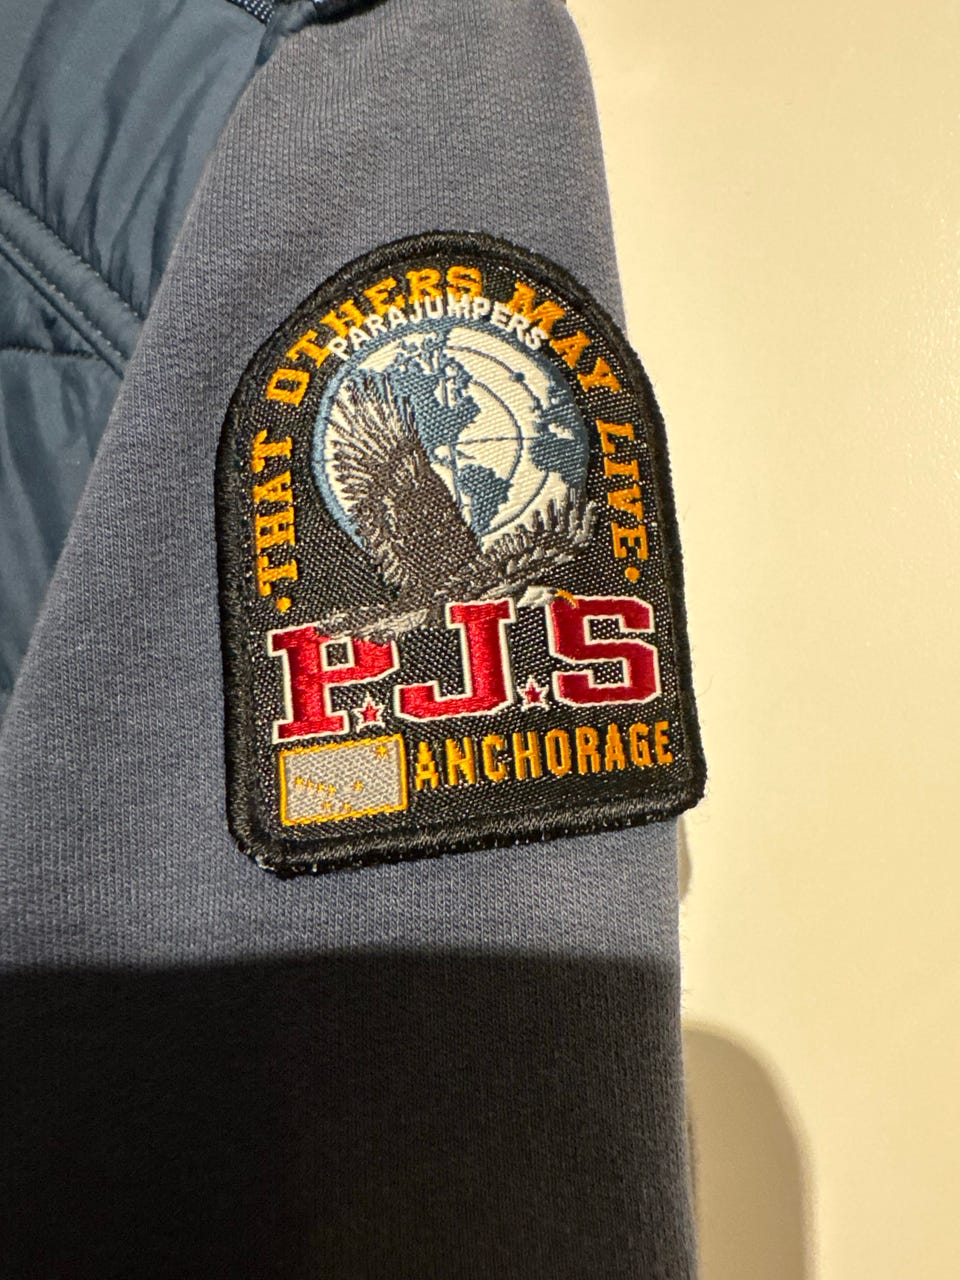 ·THAT OTHERS MAY LIVE·
PARAJUMPERS
P.J.S
ANCHORAGE